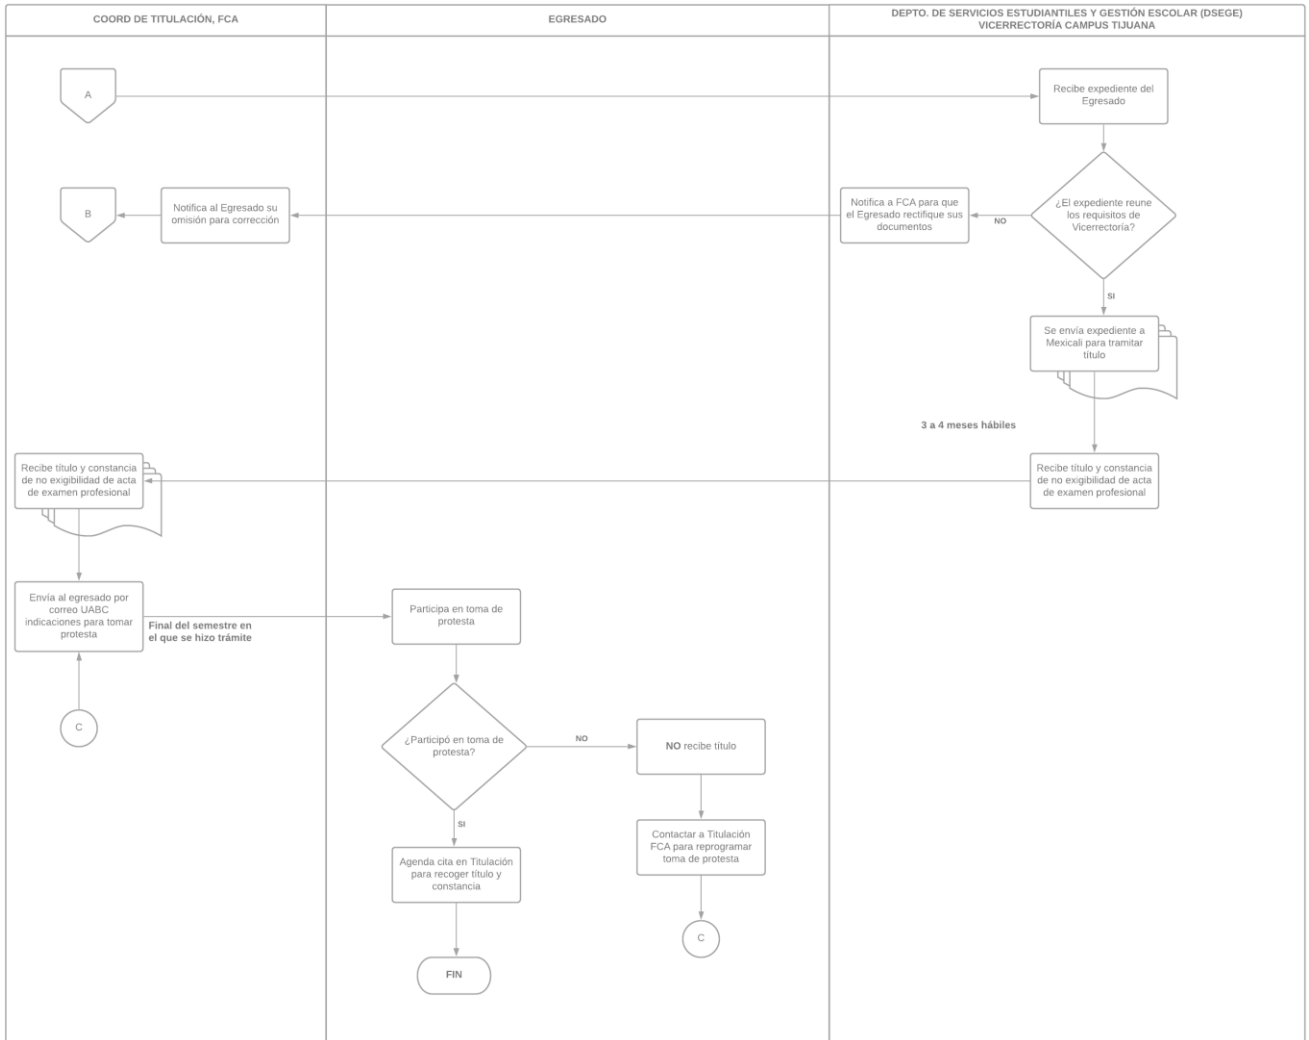 COORD DE TITULACIÓN, FCA
EGRESADO
DEPTO. DE SERVICIOS ESTUDIANTILES Y GESTIÓN ESCOLAR (DSEGE)
VICERRECTORÍA CAMPUS TIJUANA
A
Recibe expediente del
Egresado
B
Notifica al Egresado su
omisión para corrección
Notifica a FCA para que
el Egresado rectifique sus
documentos
NO
¿El expediente reune
los requisitos de
Vicerrectoría?
SI
Se envía expediente a
Mexicali para tramitar
título
3 a 4 meses hábiles
Recibe título y constancia
de no exigibilidad de acta
de examen profesional
Recibe título y constancia
de no exigibilidad de acta
de examen profesional
Envía al egresado por
correo UABC
indicaciones para tomar
protesta
Final del semestre en
el que se hizo trámite
Participa en toma de
protesta
C
¿Participó en toma de
protesta?
NO
NO recibe título
SI
Contactar a Titulación
FCA para reprogramar
toma de protesta
Agenda cita en Titulación
para recoger título y
constancia
C
FIN